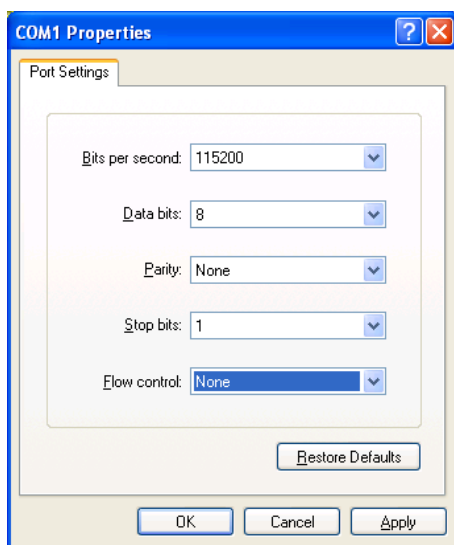 COM1 Properties
Port Settings
Bits per second: 115200
Data bits: 8
Parity: None
Stop bits: 1
Flow control: None
Restore Defaults
OK Cancel Apply